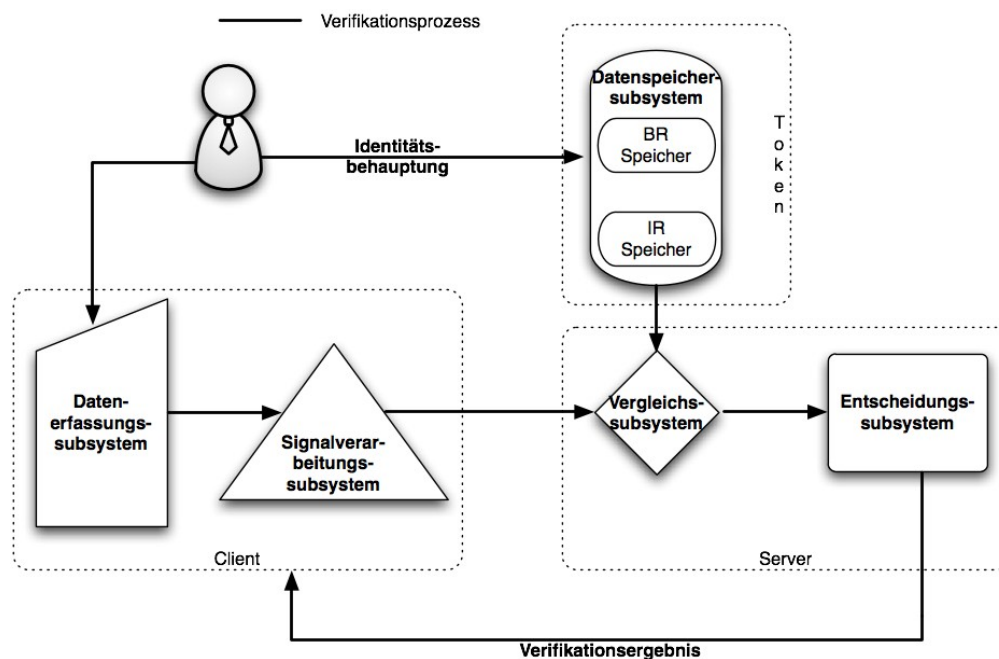 Verifikationsprozess
Datenspeicher-
subsystem
BR
Speicher
IR
Speicher
T
o
k
e
n
Identitäts-
behauptung
Daten-
erfassungs-
subsystem
Signalverar-
beitungs-
subsystem
Client
Vergleichs-
subsystem
Entscheidungs-
subsystem
Server
Verifikationsergebnis